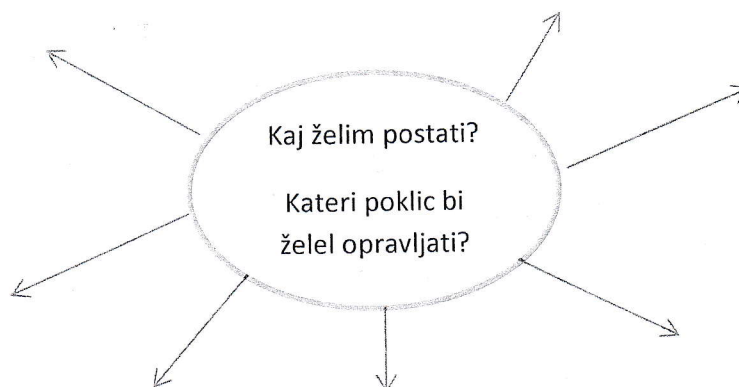 Kaj želim postati?
Kateri poklic bi
želel opravljati?